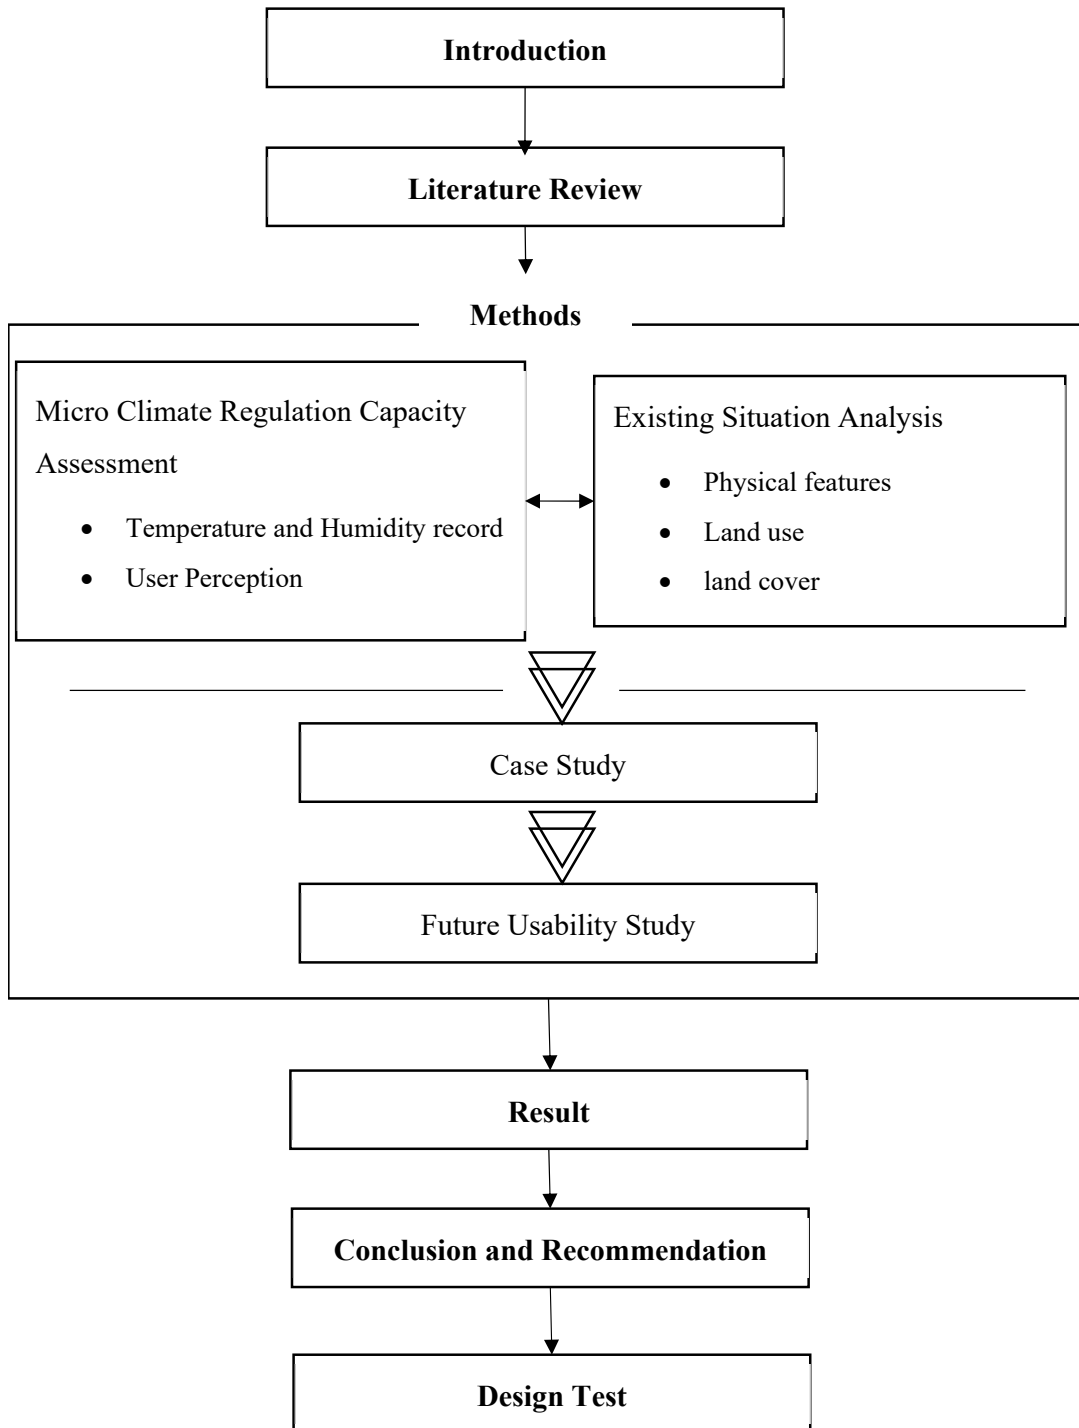 Introduction
Literature Review
Methods
Micro Climate Regulation Capacity
Assessment
• Temperature and Humidity record
• User Perception
Existing Situation Analysis
• Physical features
• Land use
• land cover
Case Study
Future Usability Study
Result
Conclusion and Recommendation
Design Test